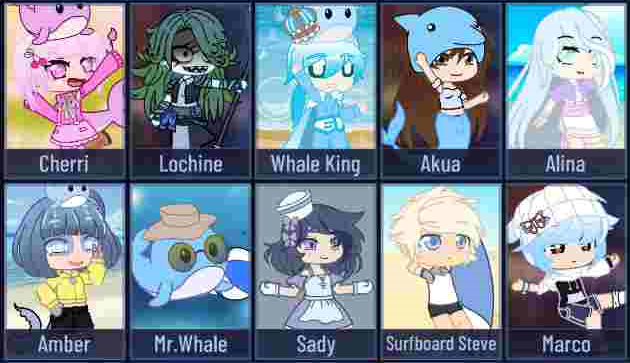 Cherri
Lochine
Whale King
Akua
Alina
Amber
Mr.Whale
Sady
Surfboard Steve
Marco